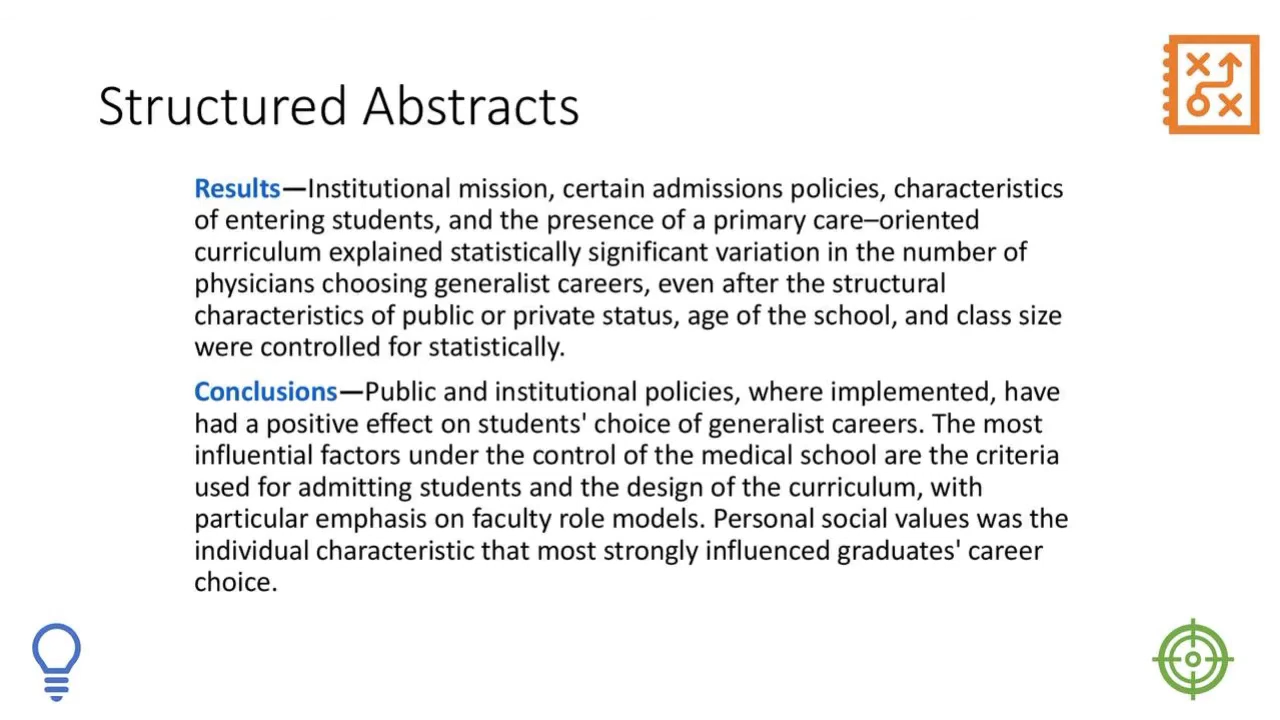 Structured Abstracts
Results—Institutional mission, certain admissions policies, characteristics
of entering students, and the presence of a primary care–oriented
curriculum explained statistically significant variation in the number of
physicians choosing generalist careers, even after the structural
characteristics of public or private status, age of the school, and class size
were controlled for statistically.
Conclusions—Public and institutional policies, where implemented, have
had a positive effect on students' choice of generalist careers. The most
influential factors under the control of the medical school are the criteria
used for admitting students and the design of the curriculum, with
particular emphasis on faculty role models. Personal social values was the
individual characteristic that most strongly influenced graduates' career
choice.